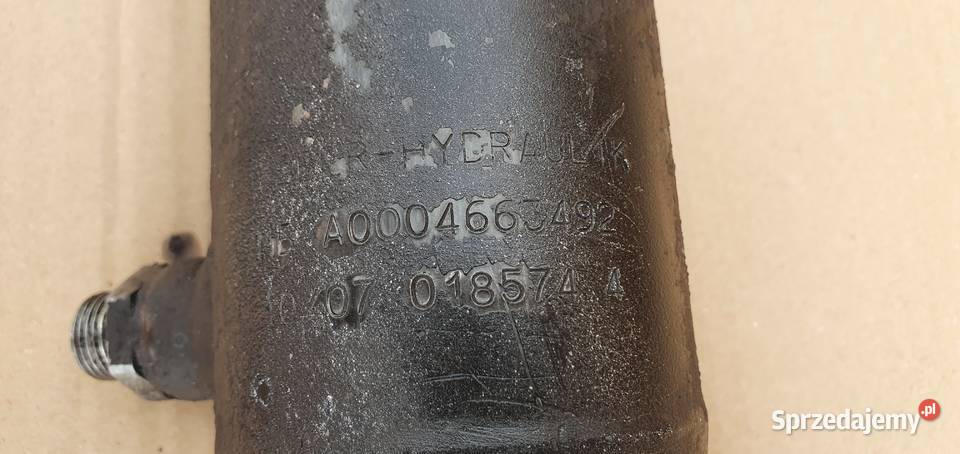 R-HYDRAULIK
A0004663492
07 018574 4
Sprzedajemy.pl